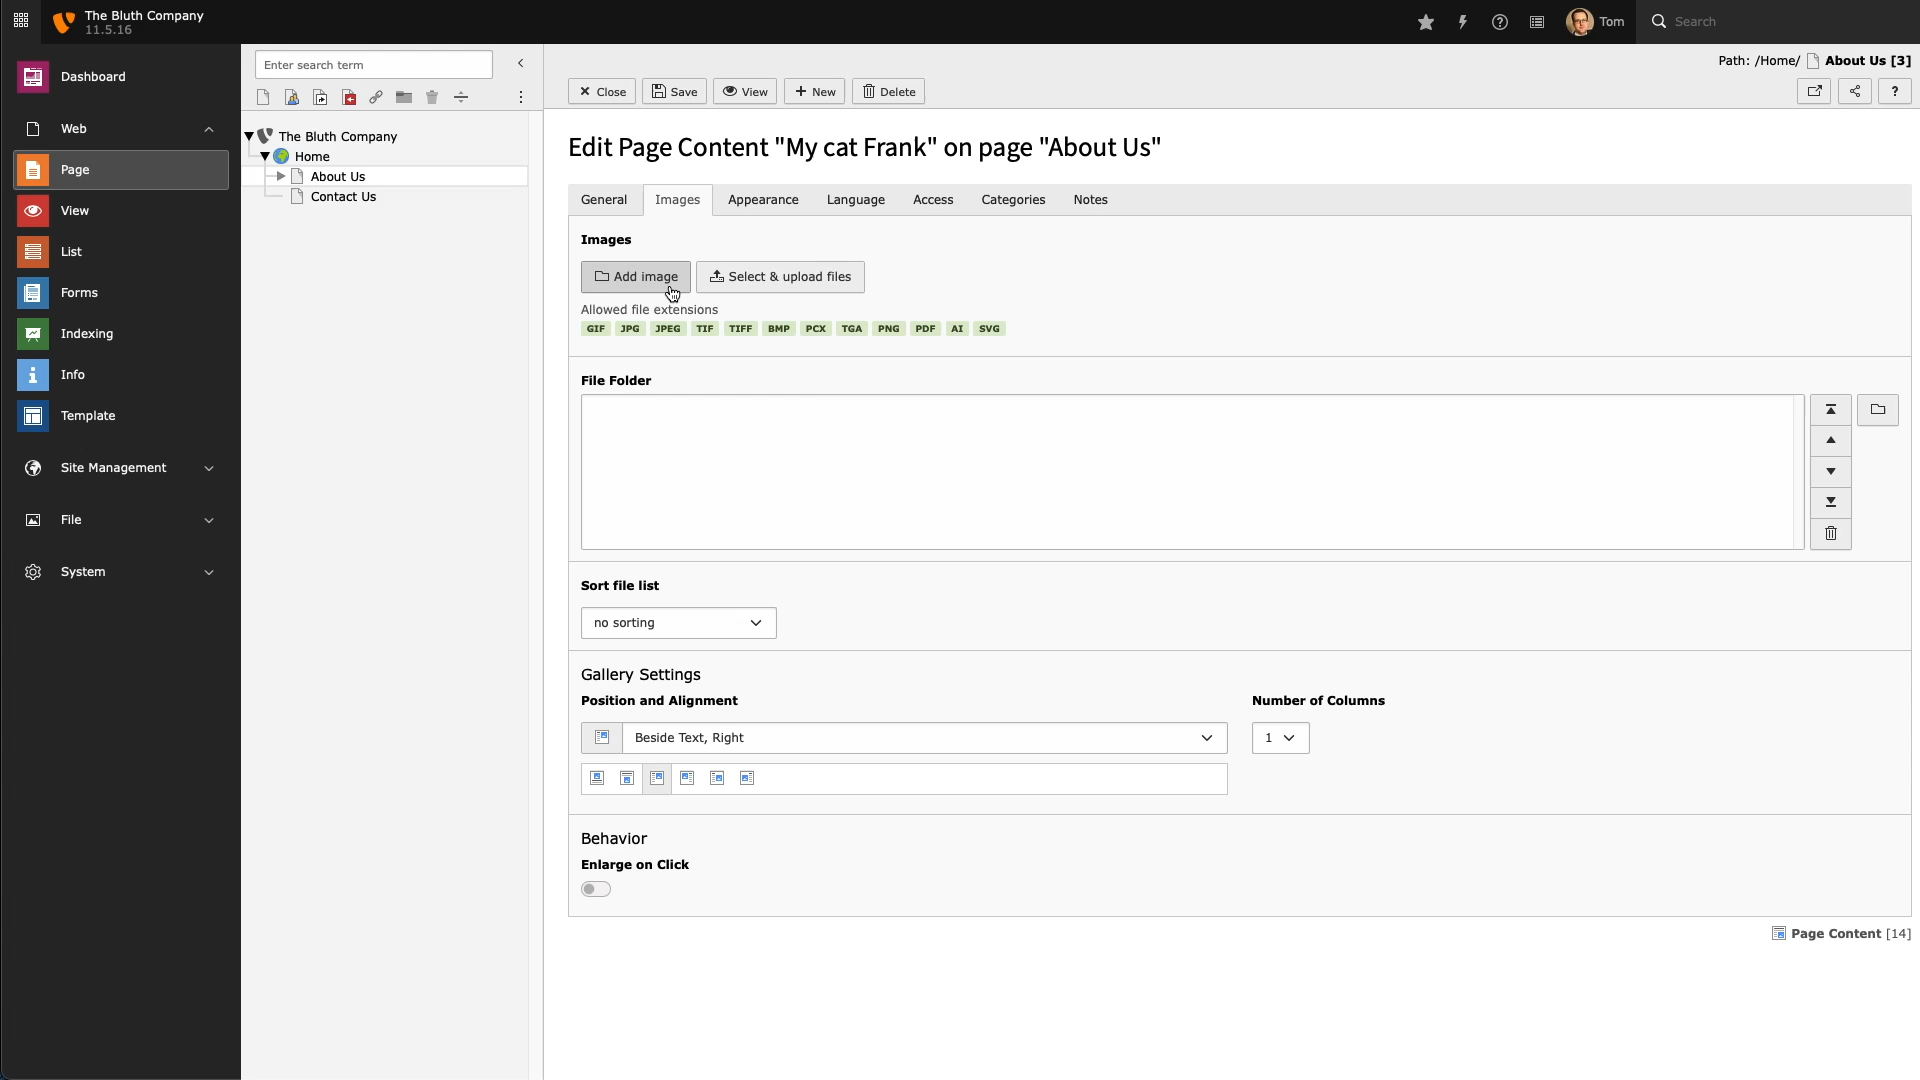 The Bluth Company
11.5.16
Tom
Search
Dashboard
Web
Page
View
List
Forms
Indexing
Info
Template
Site Management
File
System
Enter search term
The Bluth Company
Home
About Us
Contact Us
Path: /Home/ About Us [3]
Close Save View New Delete
?
Edit Page Content "My cat Frank" on page "About Us"
General Images Appearance Language Access Categories Notes
Images
Add image Select & upload files
Allowed file extensions
GIF JPG JPEG TIF TIFF BMP PCX TGA PNG PDF AI SVG
File Folder
Sort file list
no sorting
Gallery Settings
Position and Alignment
Beside Text, Right
Number of Columns
1
Behavior
Enlarge on Click
Page Content [14]